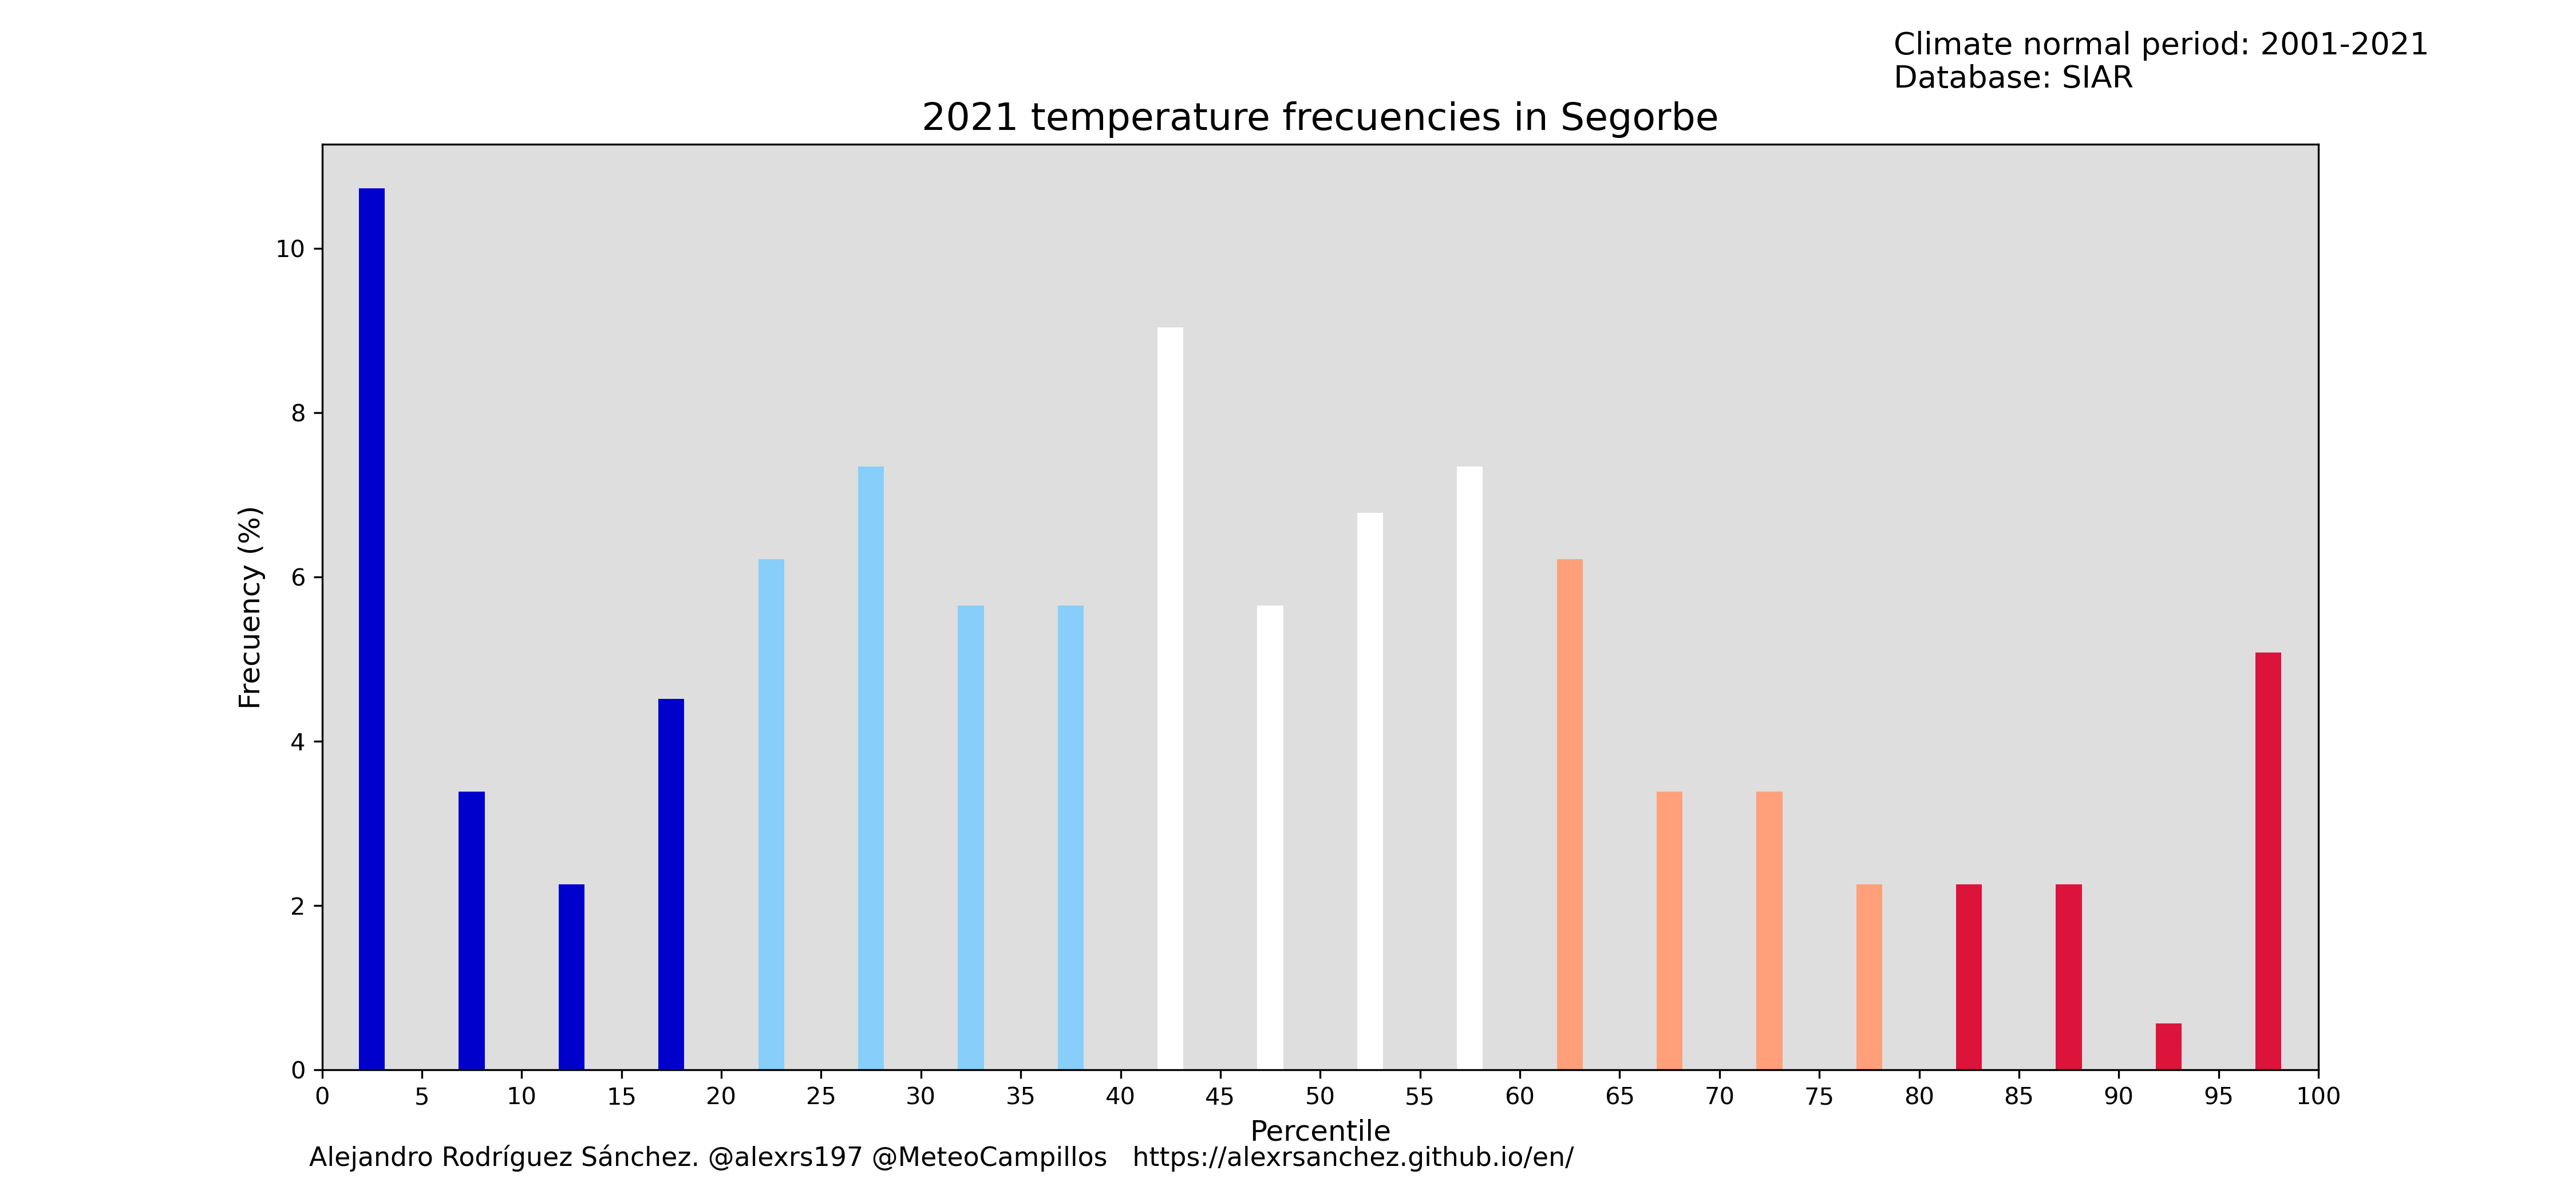 Climate normal period: 2001-2021
Database: SIAR
2021 temperature frecuencies in Segorbe
10
8
6
4
2
0
Frecuency (%)
0 5 10 15 20 25 30 35 40 45 50 55 60 65 70 75 80 85 90 95 100
Percentile
Alejandro Rodríguez Sánchez. @alexrs197 @MeteoCampillos https://alexrsanchez.github.io/en/